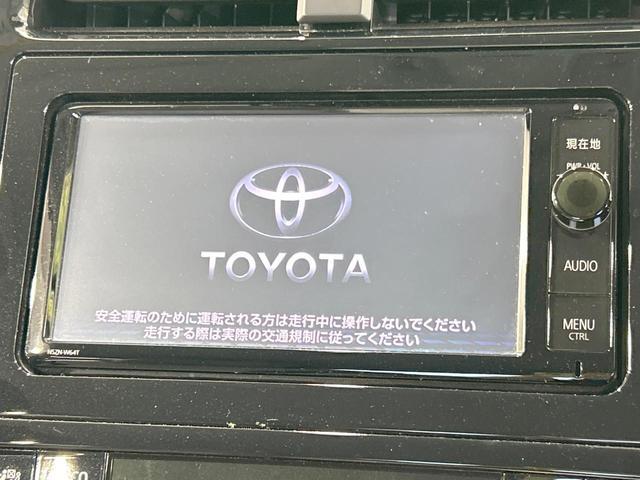 現在地
PWR・VOL
TOYOTA
AUDIO
安全運転のために運転される方は走行中に操作しないでください
走行する際は実際の交通規制に従ってください
MENU
CTRL
NSZN-W64T